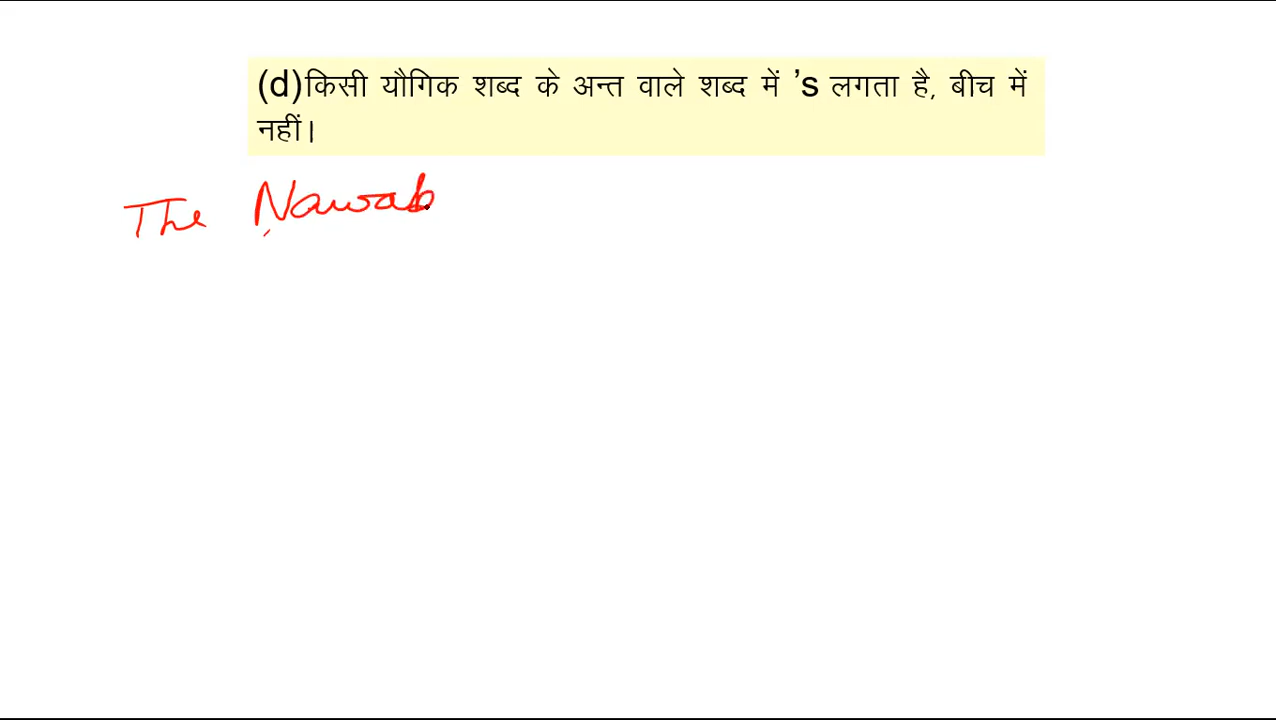 (d)किसी यौगिक शब्द के अन्त वाले शब्द में ’s लगता है, बीच में
नहीं।
The Nawab